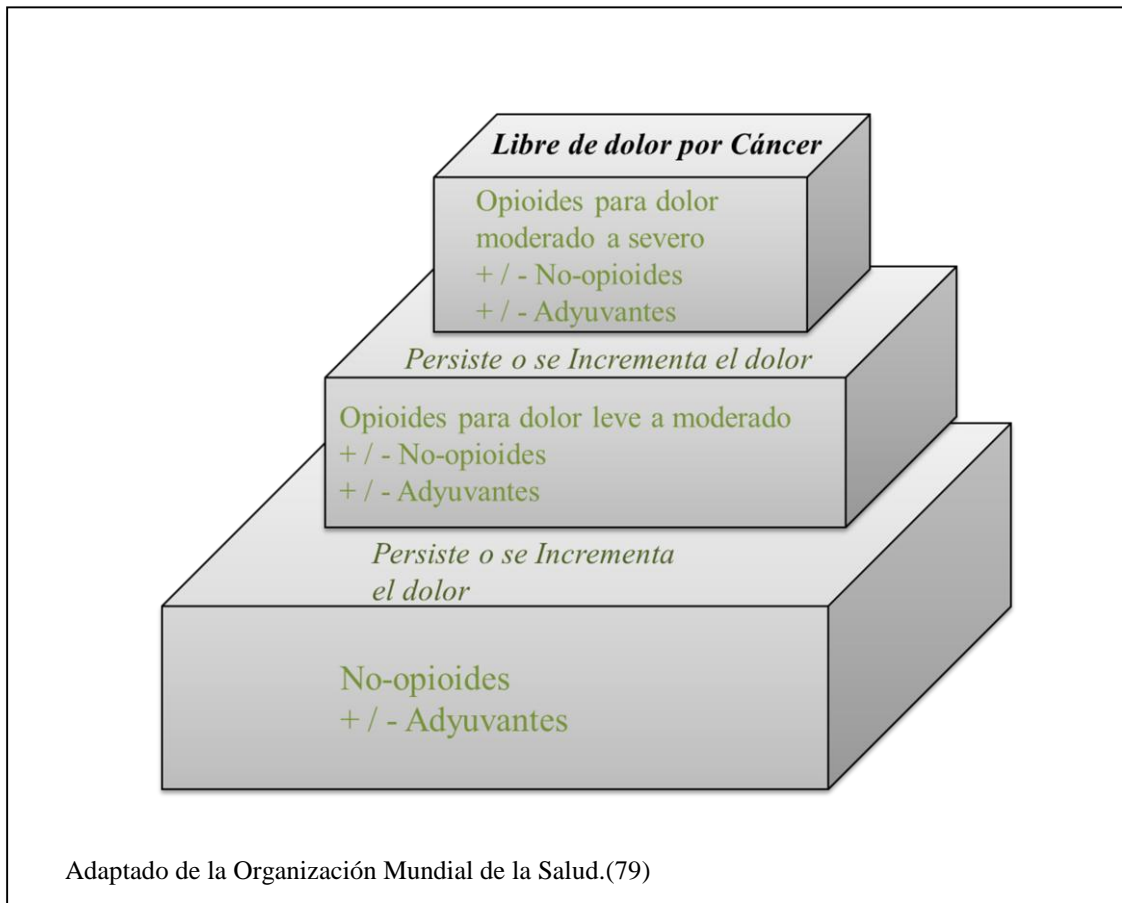 Libre de dolor por Cáncer
Opioides para dolor
moderado a severo
+ / - No-opioides
+ / - Adyuvantes
Persiste o se Incrementa el dolor
Opioides para dolor leve a moderado
+ / - No-opioides
+ / - Adyuvantes
Persiste o se Incrementa
el dolor
No-opioides
+ / - Adyuvantes
Adaptado de la Organización Mundial de la Salud.(79)